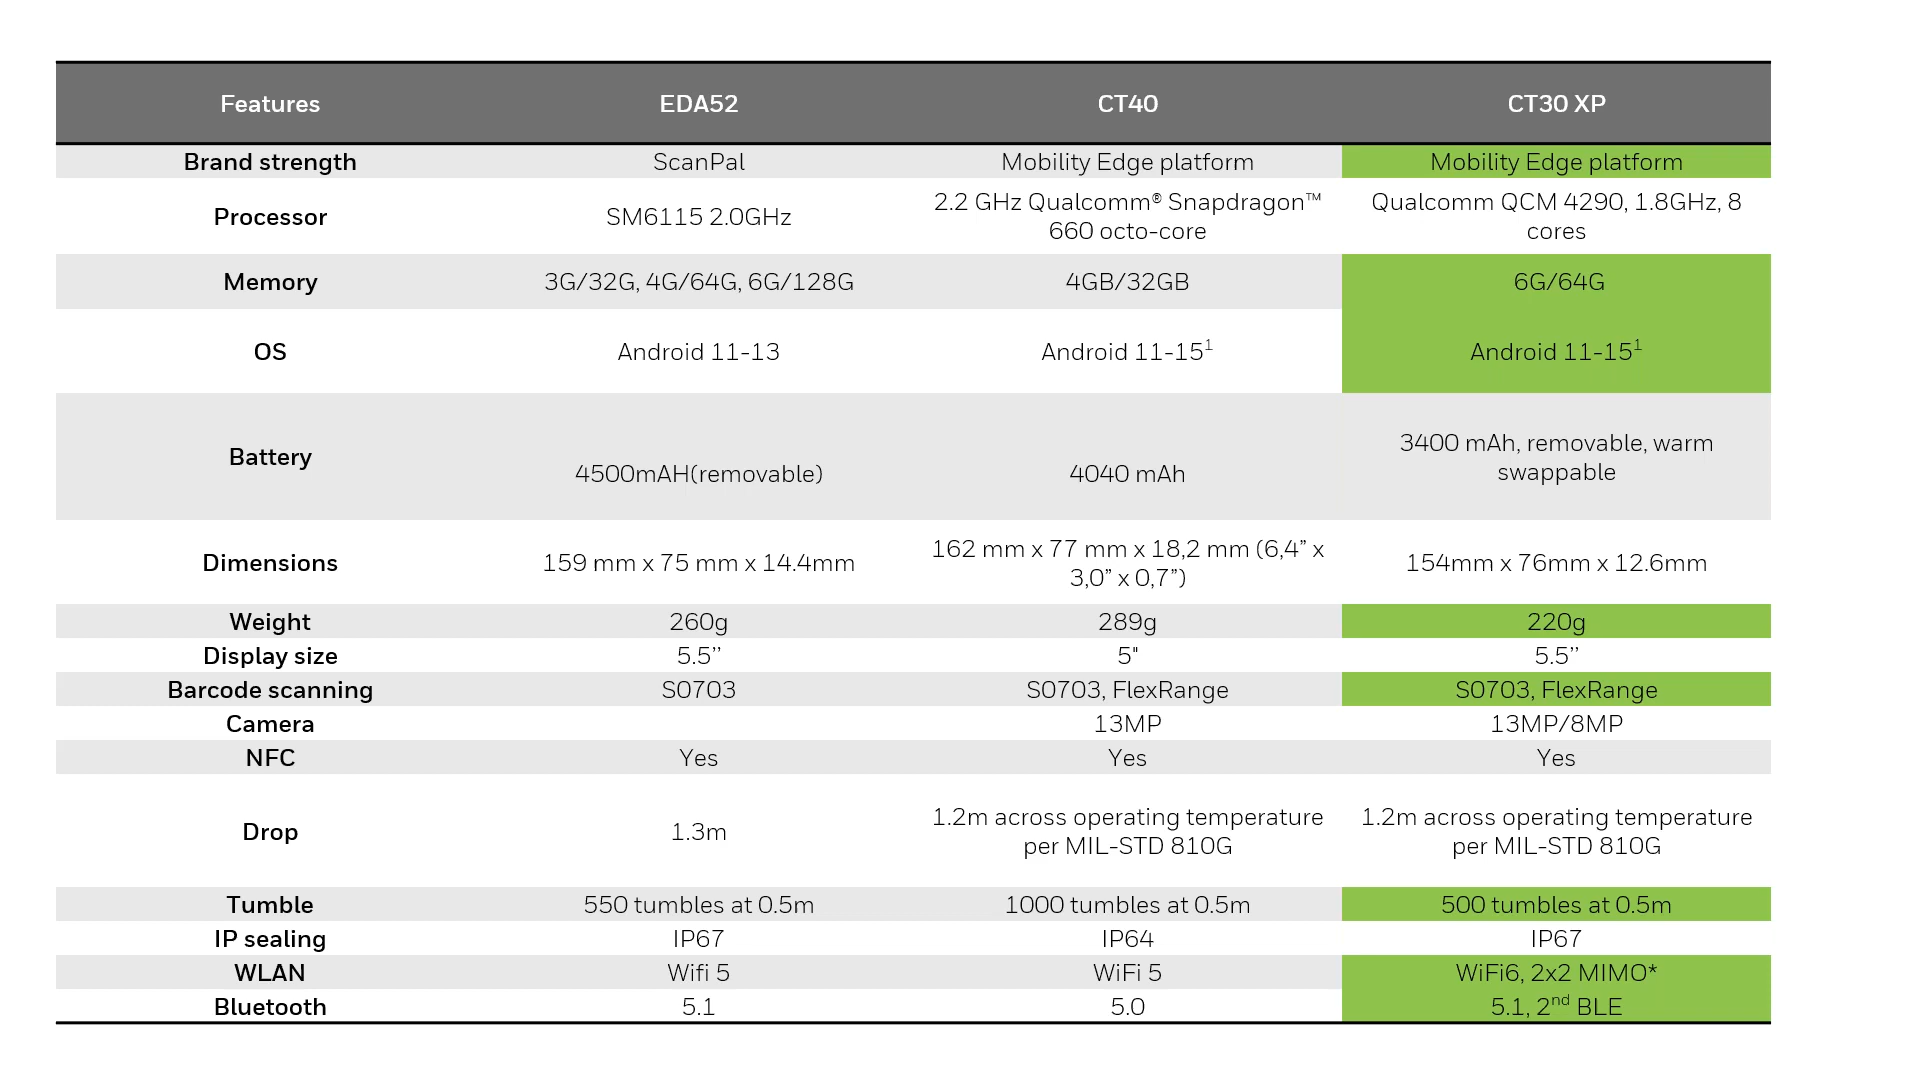 Features EDA52 CT40 CT30 XP
Brand strength ScanPal Mobility Edge platform Mobility Edge platform
Processor SM6115 2.0GHz 2.2 GHz Qualcomm® Snapdragon™ 660 octo-core Qualcomm QCM 4290, 1.8GHz, 8 cores
Memory 3G/32G, 4G/64G, 6G/128G 4GB/32GB 6G/64G
OS Android 11-13 Android 11-15¹ Android 11-15¹
Battery 4500mAH(removable) 4040 mAh 3400 mAh, removable, warm swappable
Dimensions 159 mm x 75 mm x 14.4mm 162 mm x 77 mm x 18,2 mm (6,4” x 3,0” x 0,7”) 154mm x 76mm x 12.6mm
Weight 260g 289g 220g
Display size 5.5’’ 5" 5.5’’
Barcode scanning S0703 S0703, FlexRange S0703, FlexRange
Camera 13MP 13MP/8MP
NFC Yes Yes Yes
Drop 1.3m 1.2m across operating temperature per MIL-STD 810G 1.2m across operating temperature per MIL-STD 810G
Tumble 550 tumbles at 0.5m 1000 tumbles at 0.5m 500 tumbles at 0.5m
IP sealing IP67 IP64 IP67
WLAN Wifi 5 WiFi 5 WiFi6, 2x2 MIMO*
Bluetooth 5.1 5.0 5.1, 2nd BLE